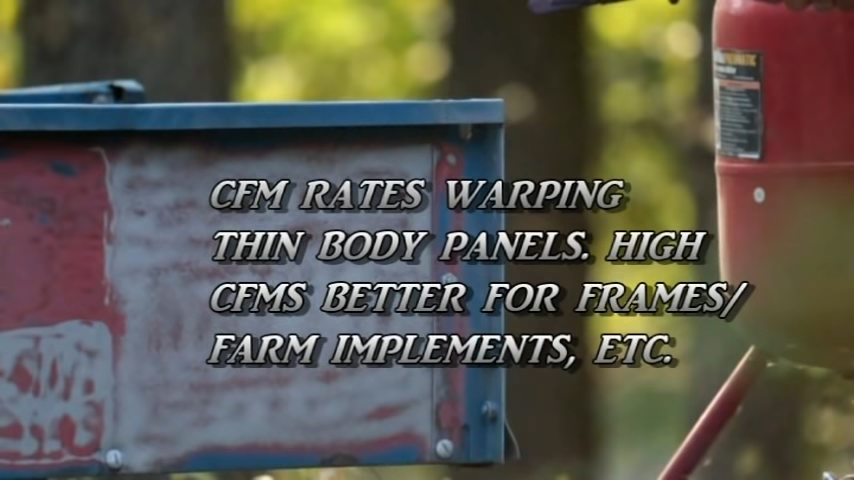 CFM RATES WARPING
THIN BODY PANELS. HIGH
CFMS BETTER FOR FRAMES/
FARM IMPLEMENTS, ETC.